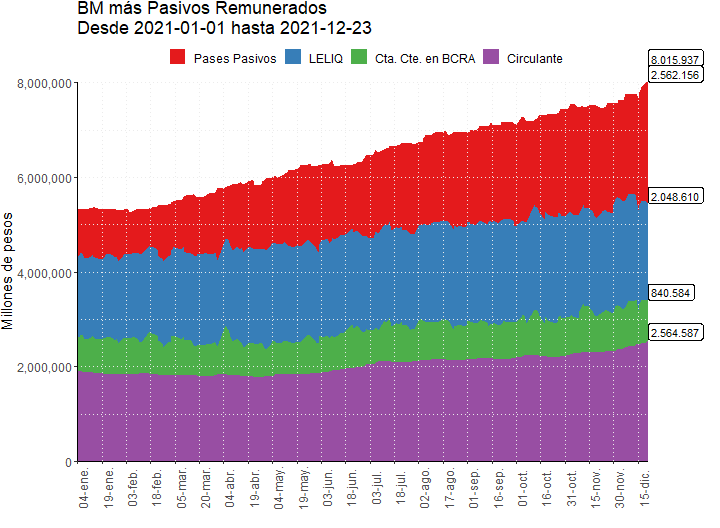 BM más Pasivos Remunerados
Desde 2021-01-01 hasta 2021-12-23
Pases Pasivos LELIQ Cta. Cte. en BCRA Circulante
8.015.937
2.562.156
8,000,000
6,000,000
2.048.610
4,000,000
840.584
2.564.587
2,000,000
0
Millones de pesos
04-ene. 19-ene. 03-feb. 18-feb. 05-mar. 20-mar. 04-abr. 19-abr. 04-may. 19-may. 03-jun. 18-jun. 03-jul. 18-jul. 02-ago. 17-ago. 01-sep. 16-sep. 01-oct. 16-oct. 31-oct. 15-nov. 30-nov. 15-dic.